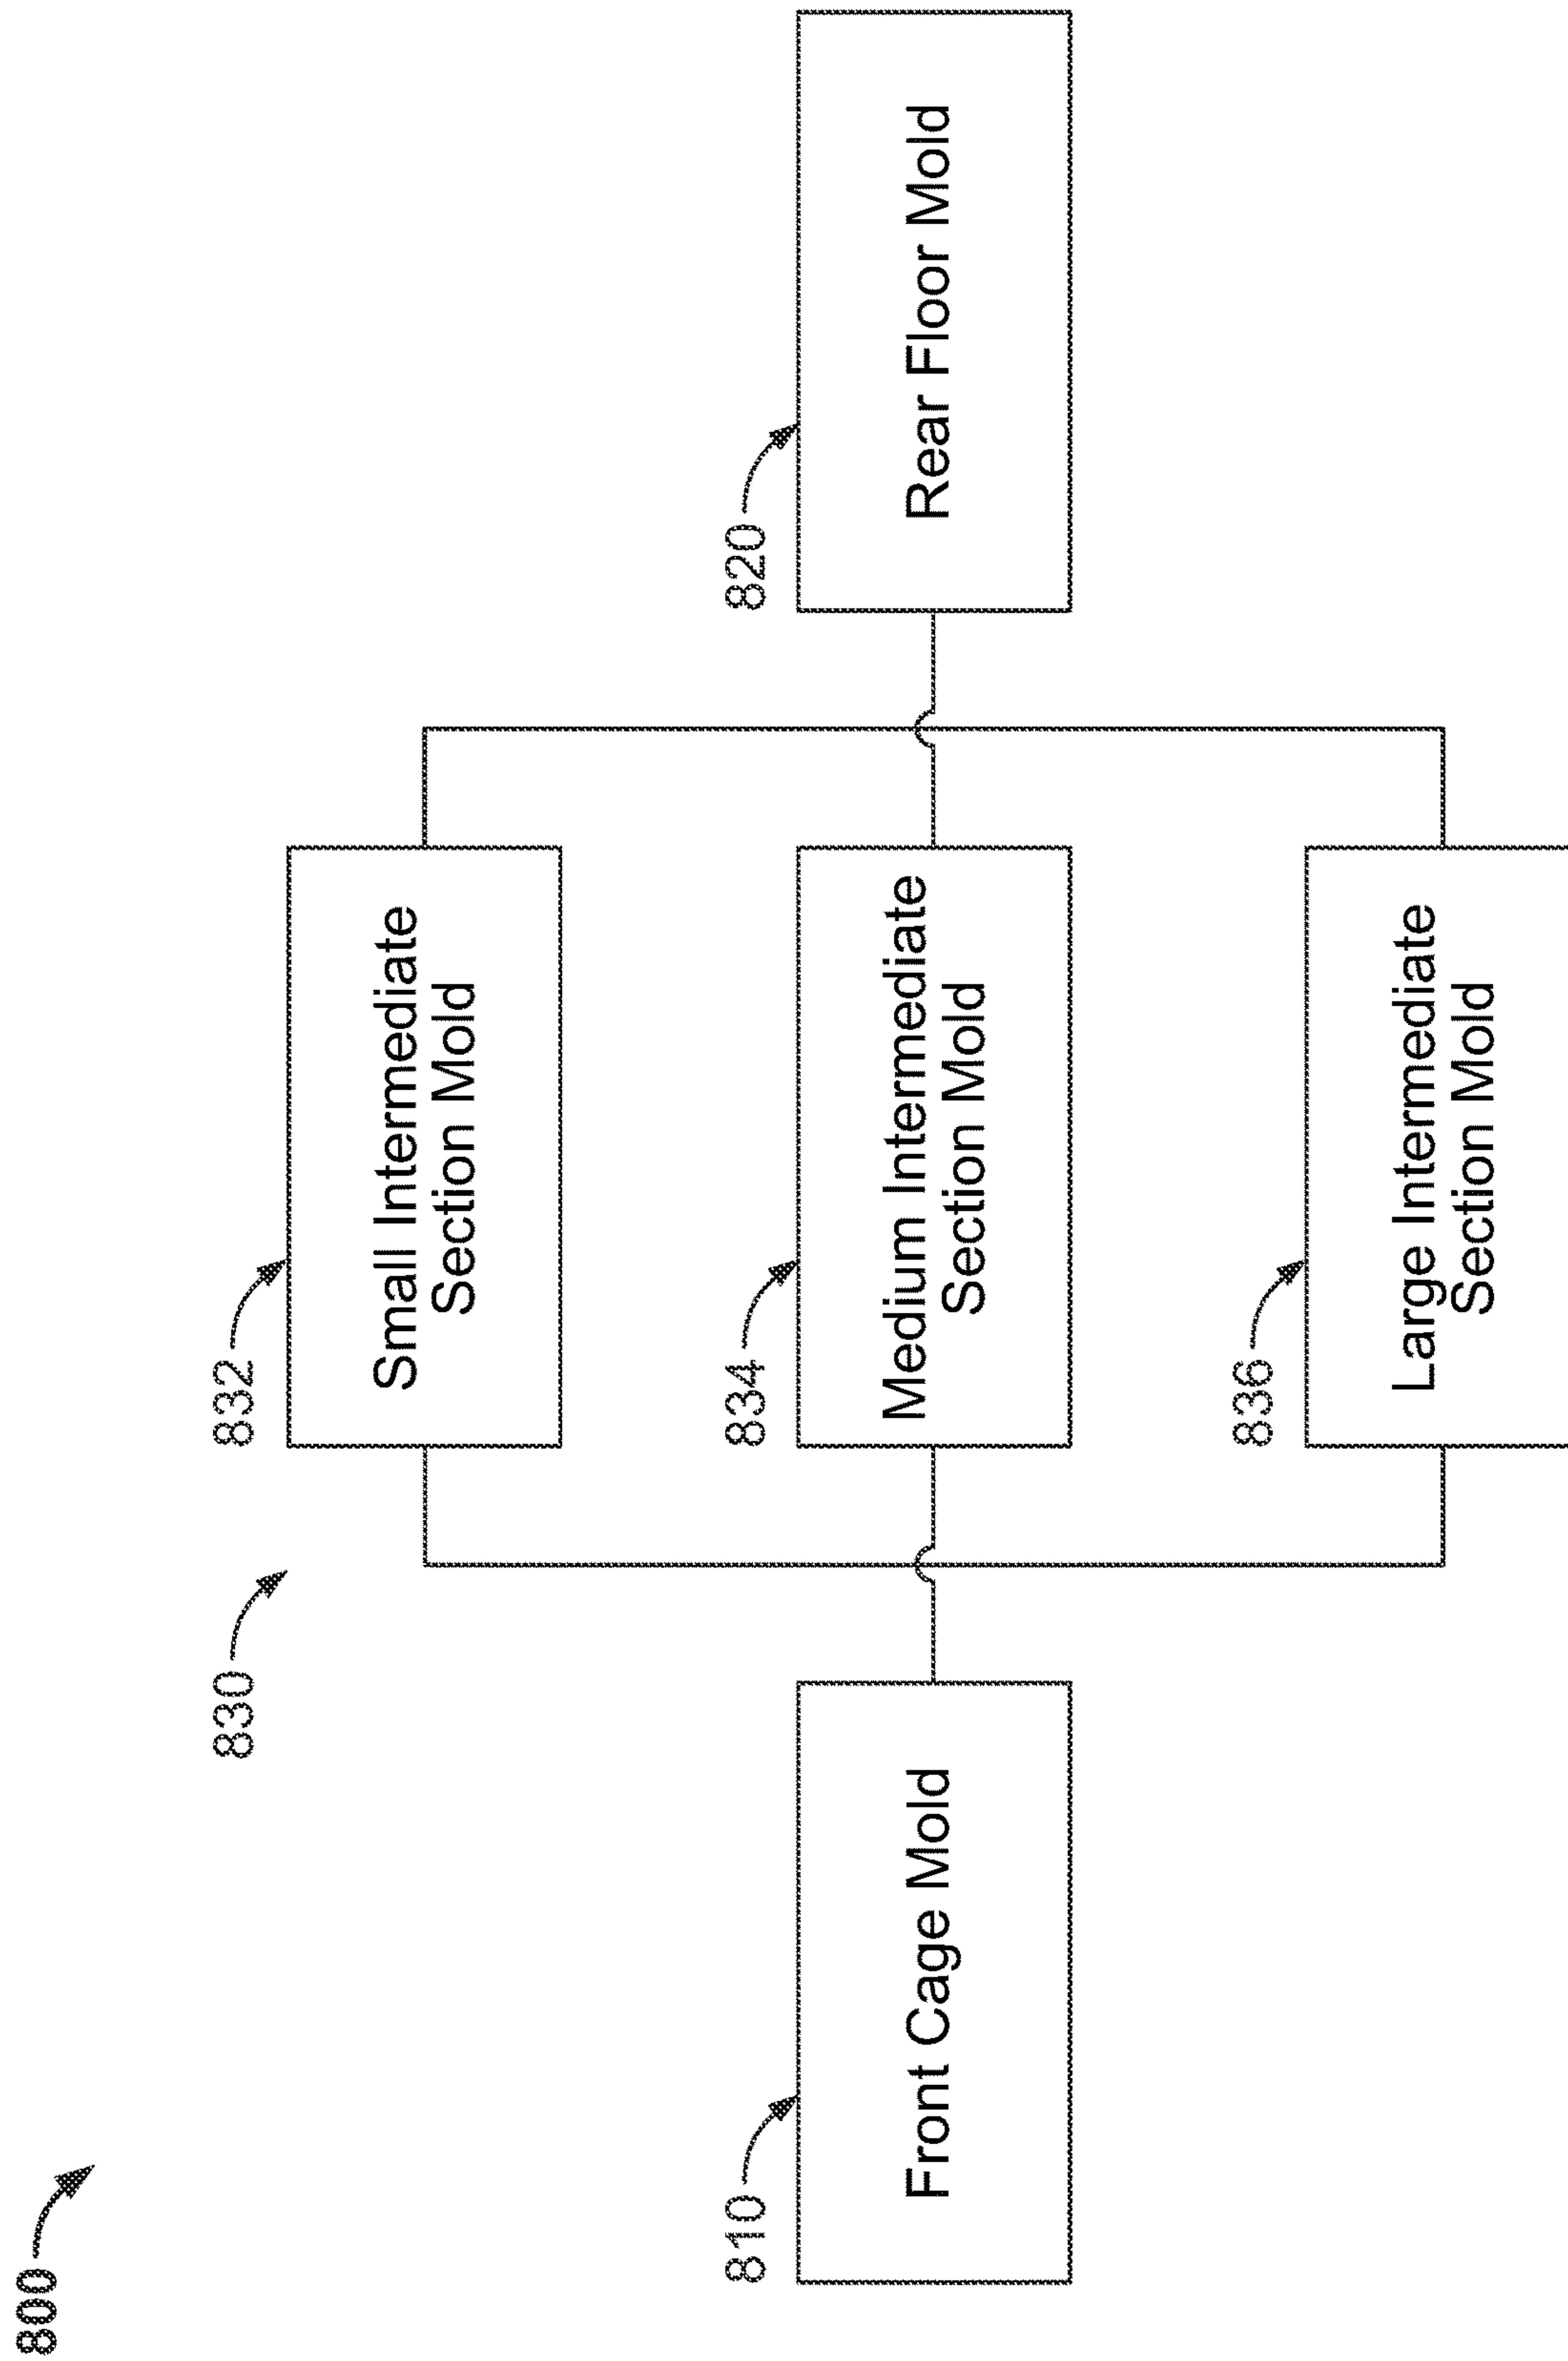 800
830
832
Small Intermediate
Section Mold
810
Front Cage Mold
834
Medium Intermediate
Section Mold
820
Rear Floor Mold
836
Large Intermediate
Section Mold